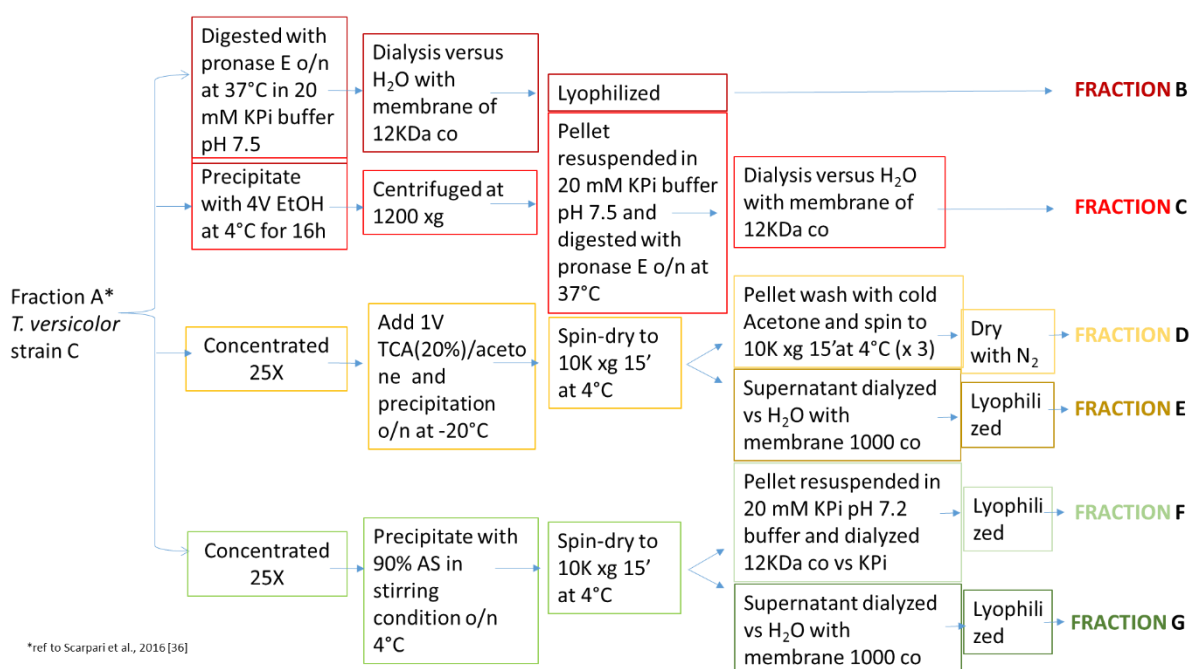 Digested with
pronase E o/n
at 37°C in 20
mM KPi buffer
pH 7.5
Dialysis versus
H₂O with
membrane of
12KDa co
Lyophilized
FRACTION B
Precipitate
with 4V EtOH
at 4°C for 16h
Centrifuged at
1200 xg
Pellet
resuspended in
20 mM KPi buffer
pH 7.5 and
digested with
pronase E o/n at
37°C
Dialysis versus H₂O
with membrane of
12KDa co
FRACTION C
Fraction A*
T. versicolor
strain C
Concentrated
25X
Add 1V
TCA(20%)/aceto
ne and
precipitation
o/n at -20°C
Spin-dry to
10K xg 15’
at 4°C
Pellet wash with cold
Acetone and spin to
10K xg 15’at 4°C (x 3)
Dry
with N₂
FRACTION D
Supernatant dialyzed
vs H₂O with
membrane 1000 co
Lyophili
zed
FRACTION E
Concentrated
25X
Precipitate with
90% AS in
stirring
condition o/n
4°C
Spin-dry to
10K xg 15’
at 4°C
Pellet resuspended in
20 mM KPi pH 7.2
buffer and dialyzed
12KDa co vs KPi
Lyophili
zed
FRACTION F
Supernatant dialyzed
vs H₂O with
membrane 1000 co
Lyophili
zed
FRACTION G
*ref to Scarpari et al., 2016 [36]